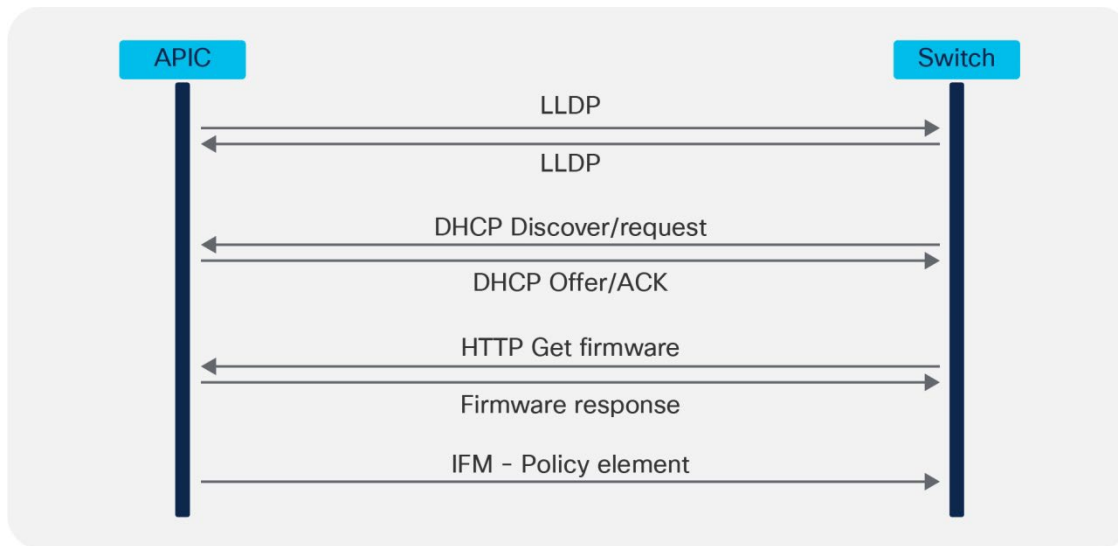 APIC
Switch
LLDP
LLDP
DHCP Discover/request
DHCP Offer/ACK
HTTP Get firmware
Firmware response
IFM - Policy element